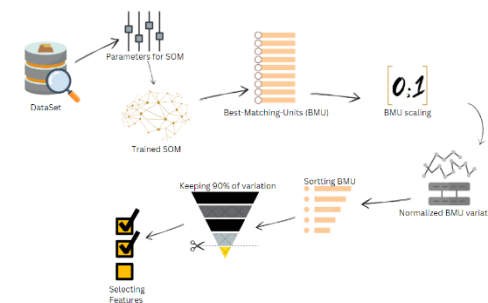 Parameters for SOM
DataSet
Trained SOM
Best-Matching-Units (BMU)
[0:1]
BMU scaling
Normalized BMU variat
Sortting BMU
Keeping 90% of variation
Selecting
Features